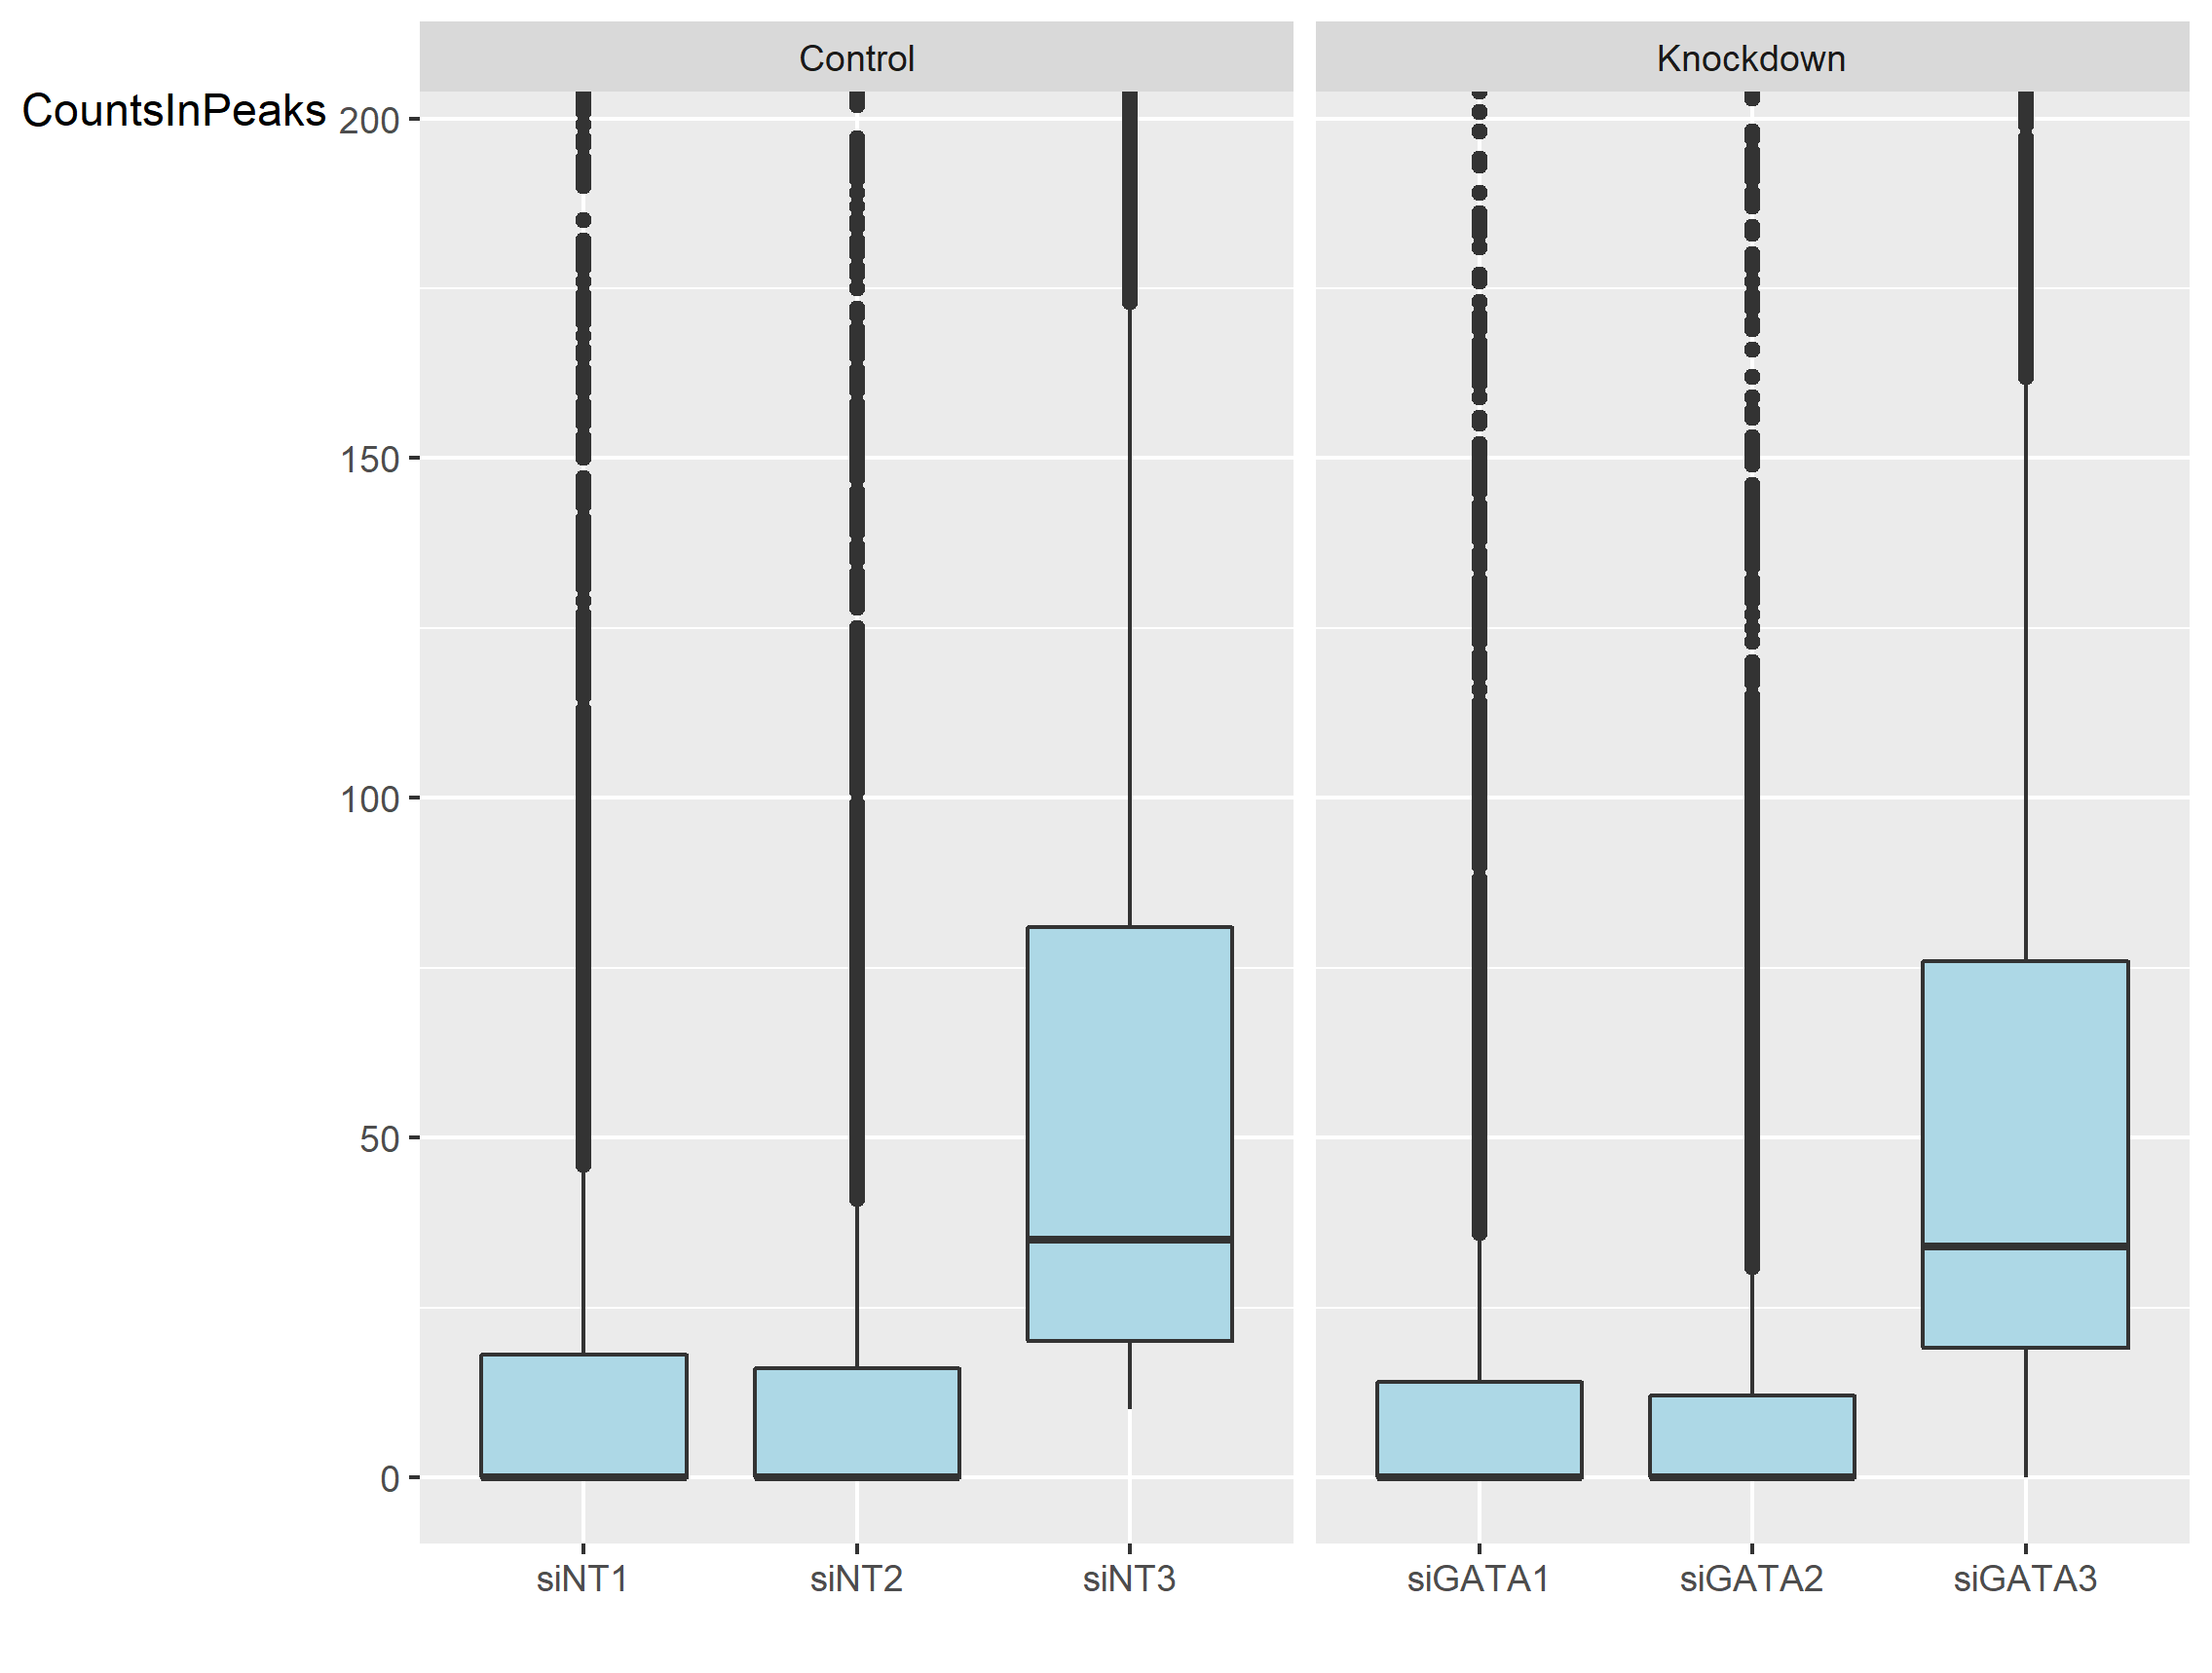 Control Knockdown
CountsInPeaks
200
150
100
50
0
siNT1 siNT2 siNT3 siGATA1 siGATA2 siGATA3